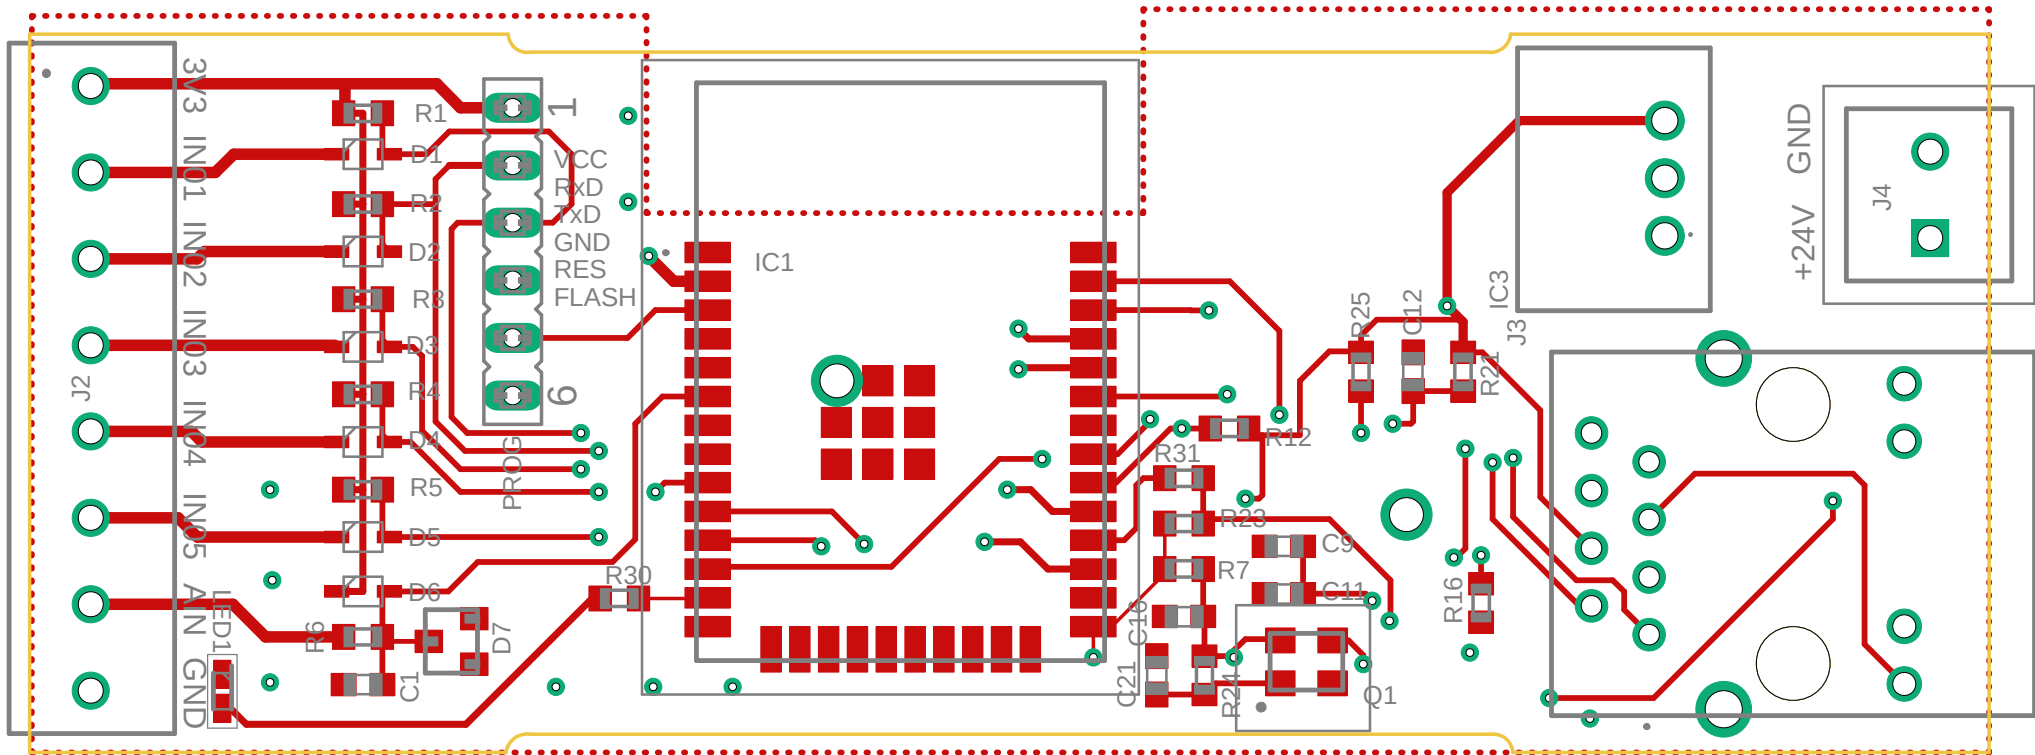 3V3
IN01
IN02
IN03
IN04
IN05
AN
GND
J2
LED1
R1
D1
R2
D2
R3
D3
R4
D4
R5
D5
D6
R6
D7
C1
1
VCC
RxD
TxD
GND
RES
FLASH
6
PROG
R30
IC1
R12
R31
R23
R7
C9
C11
C16
C21
R24
Q1
R25
C12
R21
R16
IC3
J3
GND
+24V
J4